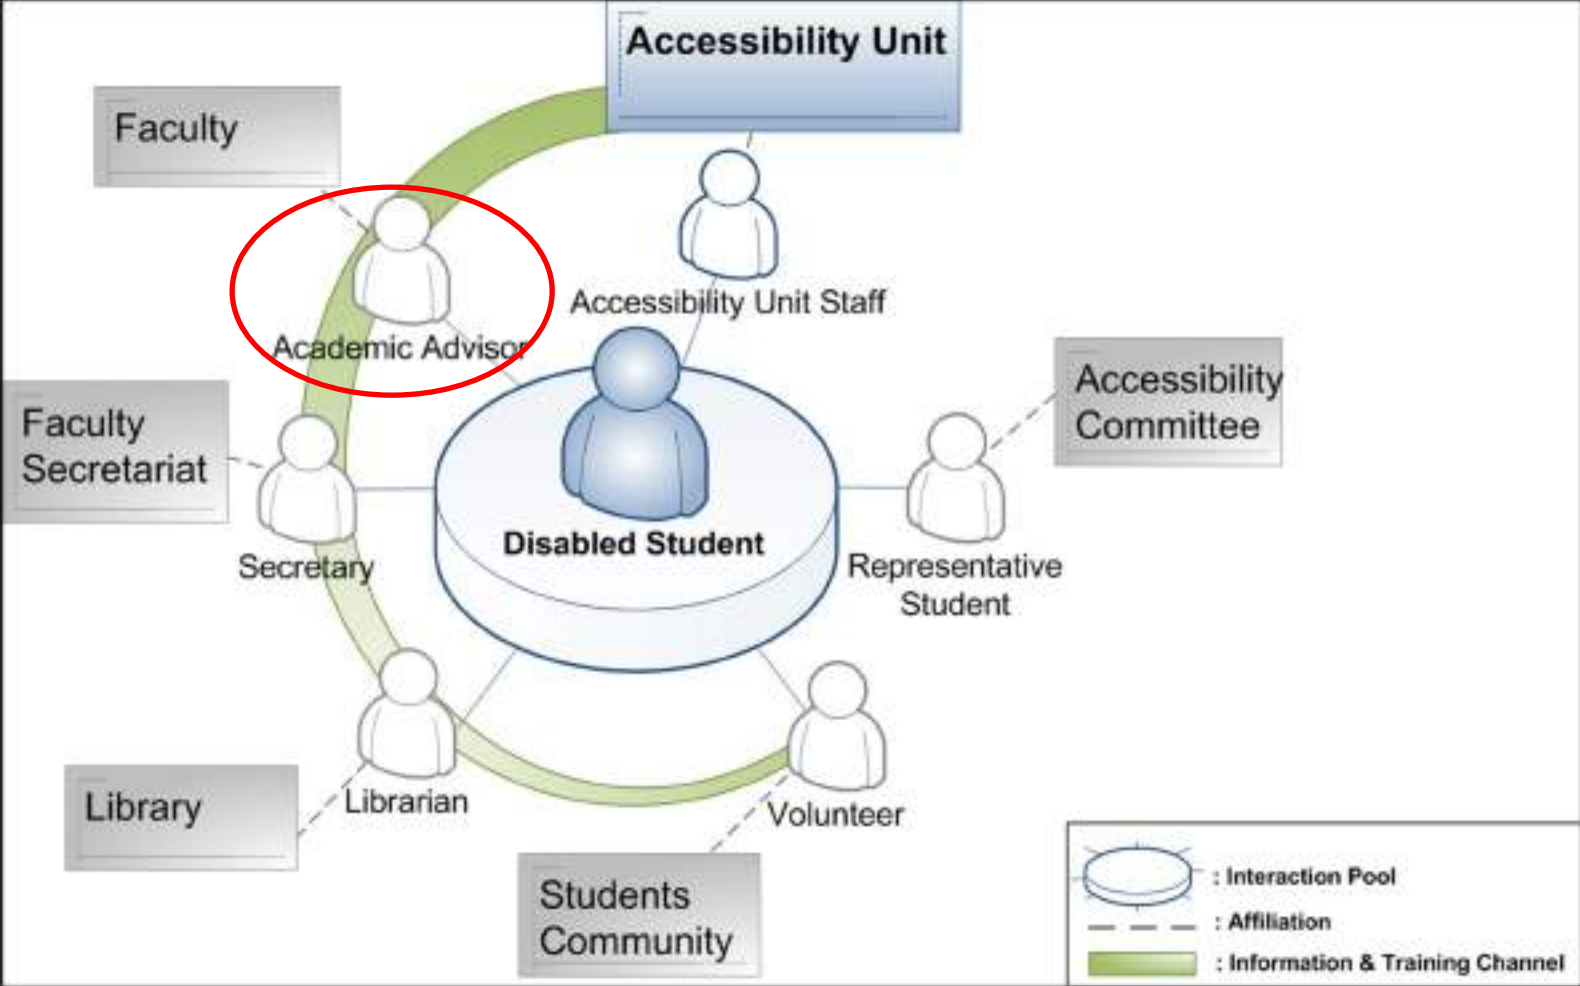 Accessibility Unit
Faculty
Accessibility Unit Staff
Academic Advisor
Accessibility
Committee
Faculty
Secretariat
Disabled Student
Secretary
Representative
Student
Library
Librarian
Volunteer
Students
Community
: Interaction Pool
: Affiliation
: Information & Training Channel